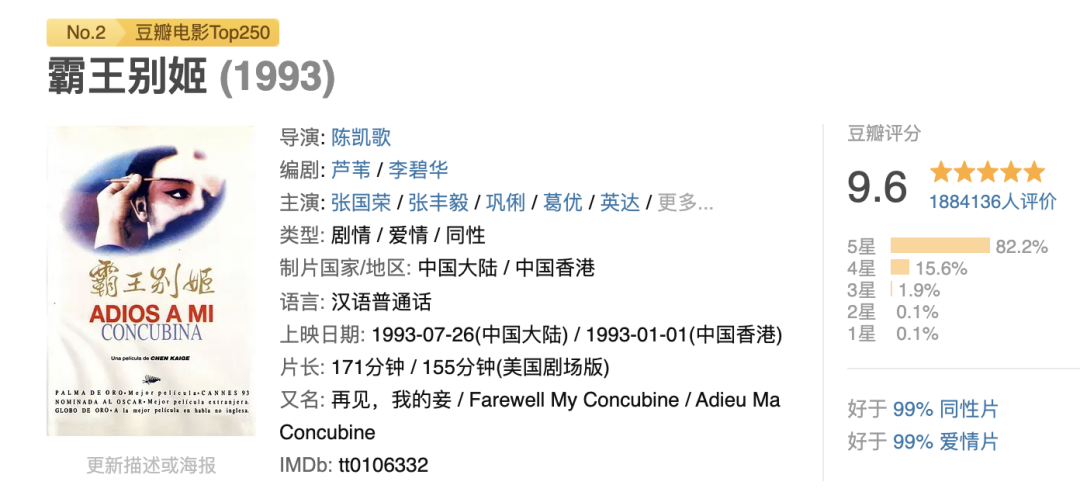 No.2 豆瓣电影Top250
霸王别姬 (1993)
霸王别姬
ADIOS A MI
CONCUBINA
Una película de CHEN KAIGE
PALMA DE ORO•Mejor película•CANNES 93
NOMINADA AL OSCAR•Mejor película extranjera
GLOBO DE ORO•A la mejor película en habla no inglesa.
更新描述或海报
导演: 陈凯歌
编剧: 芦苇 / 李碧华
主演: 张国荣 / 张丰毅 / 巩俐 / 葛优 / 英达 / 更多...
类型: 剧情 / 爱情 / 同性
制片国家/地区: 中国大陆 / 中国香港
语言: 汉语普通话
上映日期: 1993-07-26(中国大陆) / 1993-01-01(中国香港)
片长: 171分钟 / 155分钟(美国剧场版)
又名: 再见，我的妾 / Farewell My Concubine / Adieu Ma
Concubine
IMDb: tt0106332
豆瓣评分
9.6
1884136人评价
5星 82.2%
4星 15.6%
3星 1.9%
2星 0.1%
1星 0.1%
好于 99% 同性片
好于 99% 爱情片